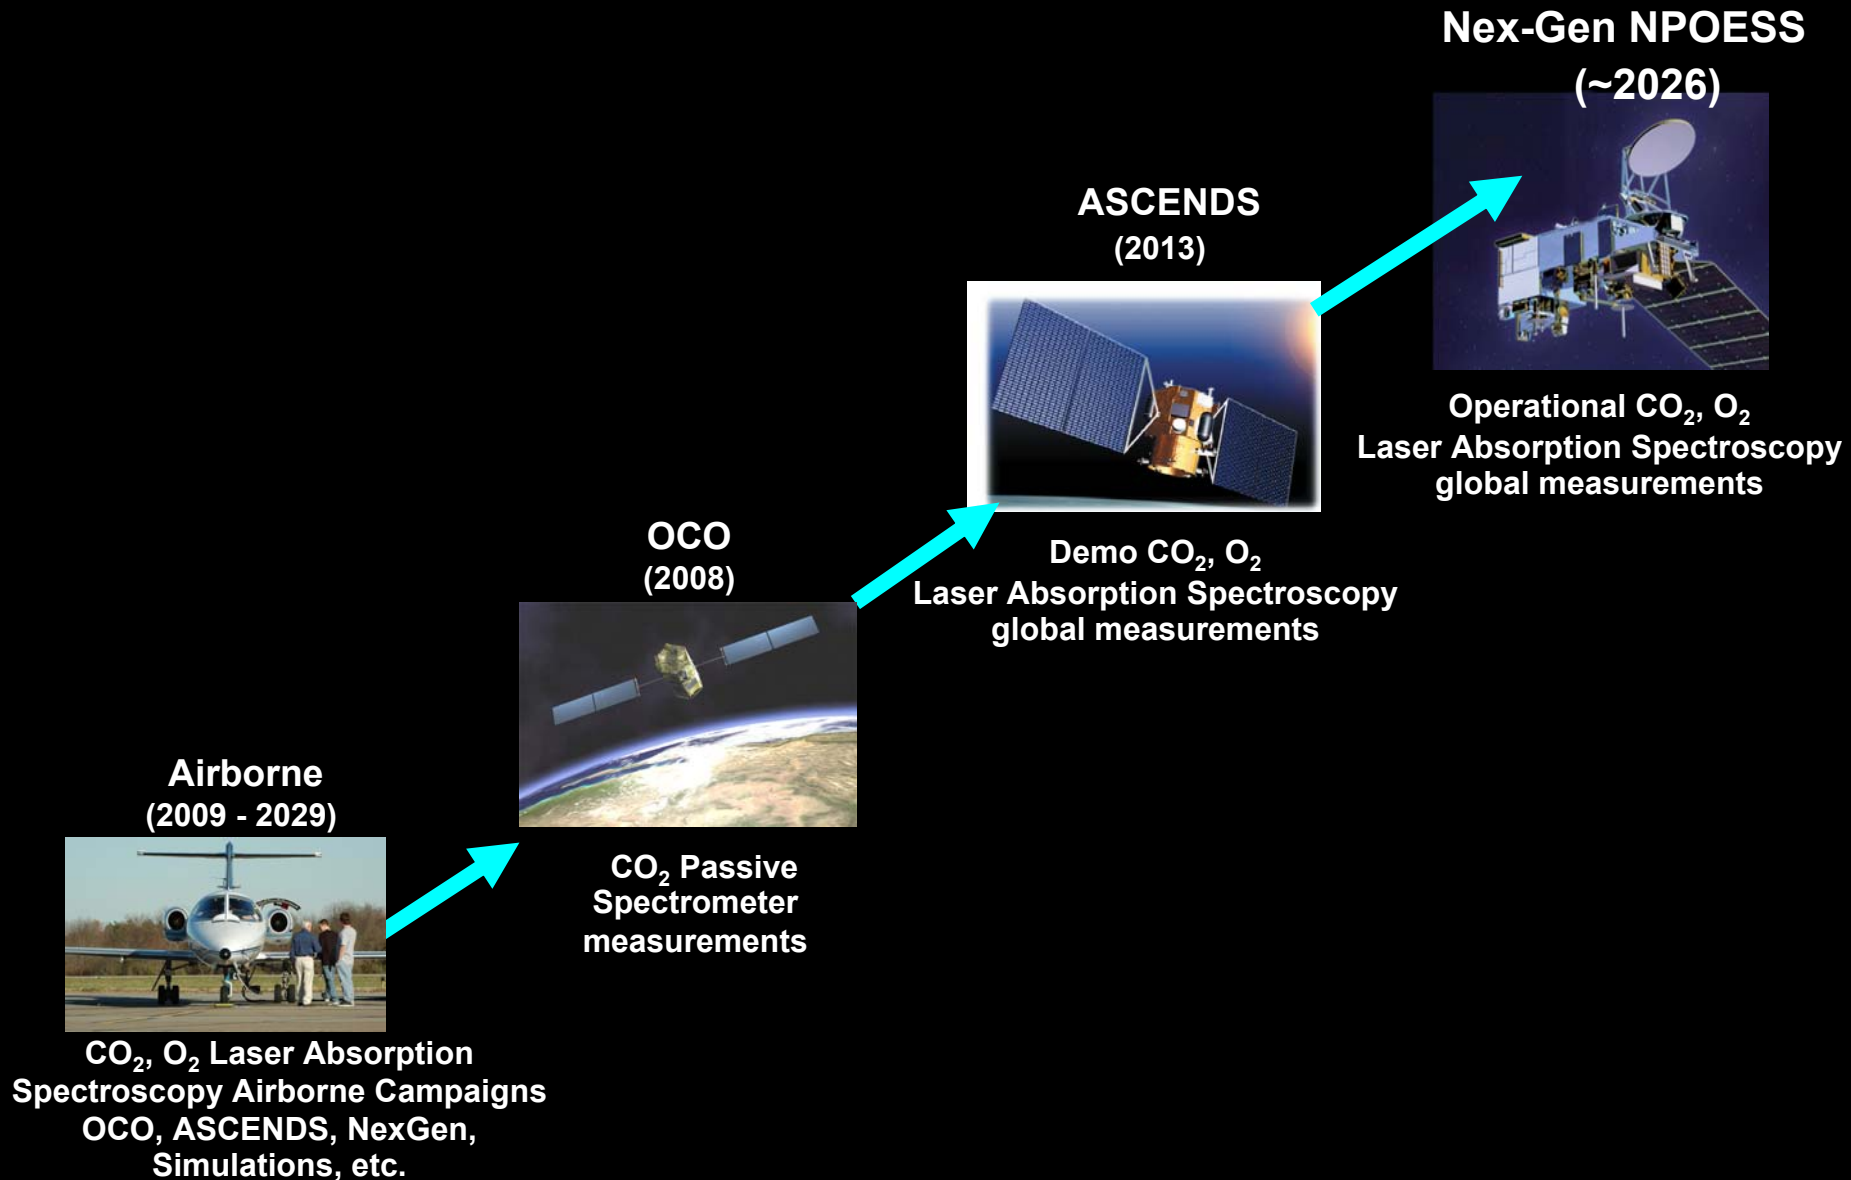 Nex-Gen NPOESS
(~2026)
Operational CO₂, O₂
Laser Absorption Spectroscopy
global measurements
ASCENDS
(2013)
Demo CO₂, O₂
Laser Absorption Spectroscopy
global measurements
OCO
(2008)
CO₂ Passive
Spectrometer
measurements
Airborne
(2009 - 2029)
CO₂, O₂ Laser Absorption
Spectroscopy Airborne Campaigns
OCO, ASCENDS, NexGen,
Simulations, etc.